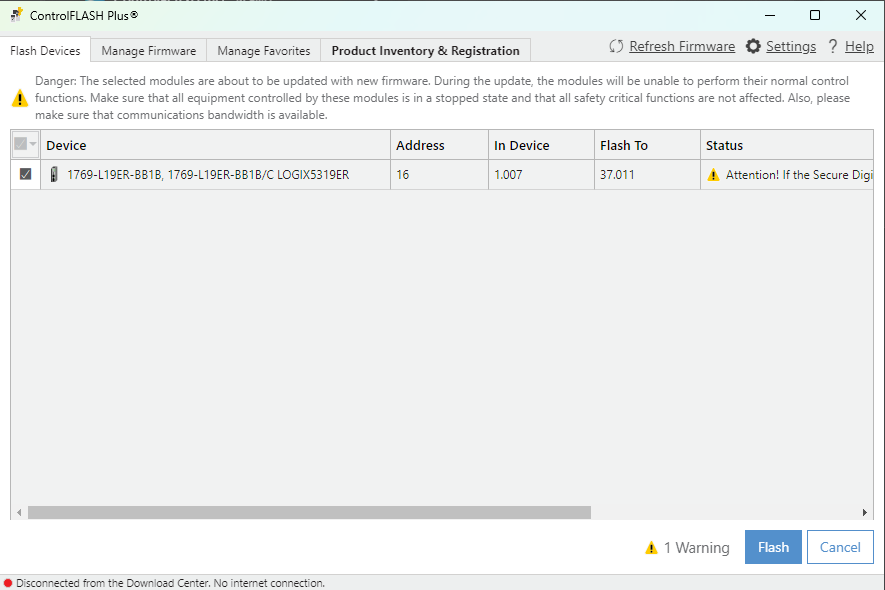 ControlFLASH Plus®
Flash Devices Manage Firmware Manage Favorites Product Inventory & Registration Refresh Firmware Settings ? Help
Danger: The selected modules are about to be updated with new firmware. During the update, the modules will be unable to perform their normal control
functions. Make sure that all equipment controlled by these modules is in a stopped state and that all safety critical functions are not affected. Also, please
make sure that communications bandwidth is available.
Device Address In Device Flash To Status
1769-L19ER-BB1B, 1769-L19ER-BB1B/C LOGIX5319ER 16 1.007 37.011 Attention! If the Secure Digi
1 Warning Flash Cancel
Disconnected from the Download Center. No internet connection.